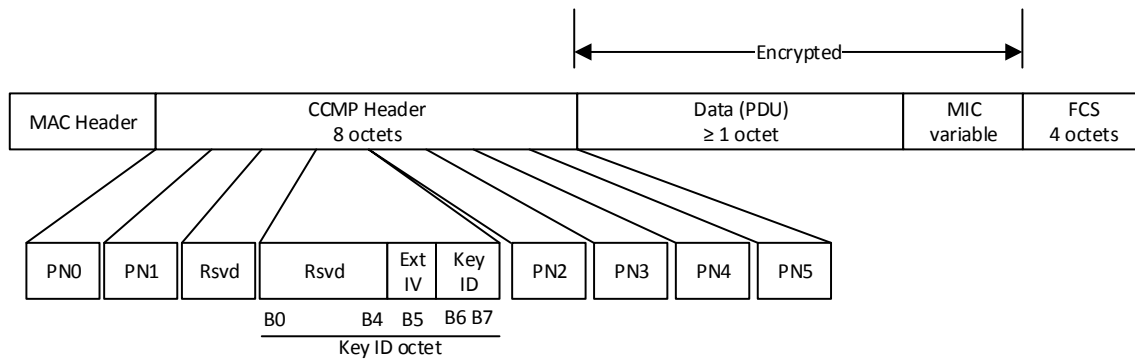 Encrypted
MAC Header
CCMP Header
8 octets
Data (PDU)
≥ 1 octet
MIC
variable
FCS
4 octets
PN0
PN1
Rsvd
Rsvd
Ext
IV
Key
ID
PN2
PN3
PN4
PN5
B0
B4
B5
B6 B7
Key ID octet